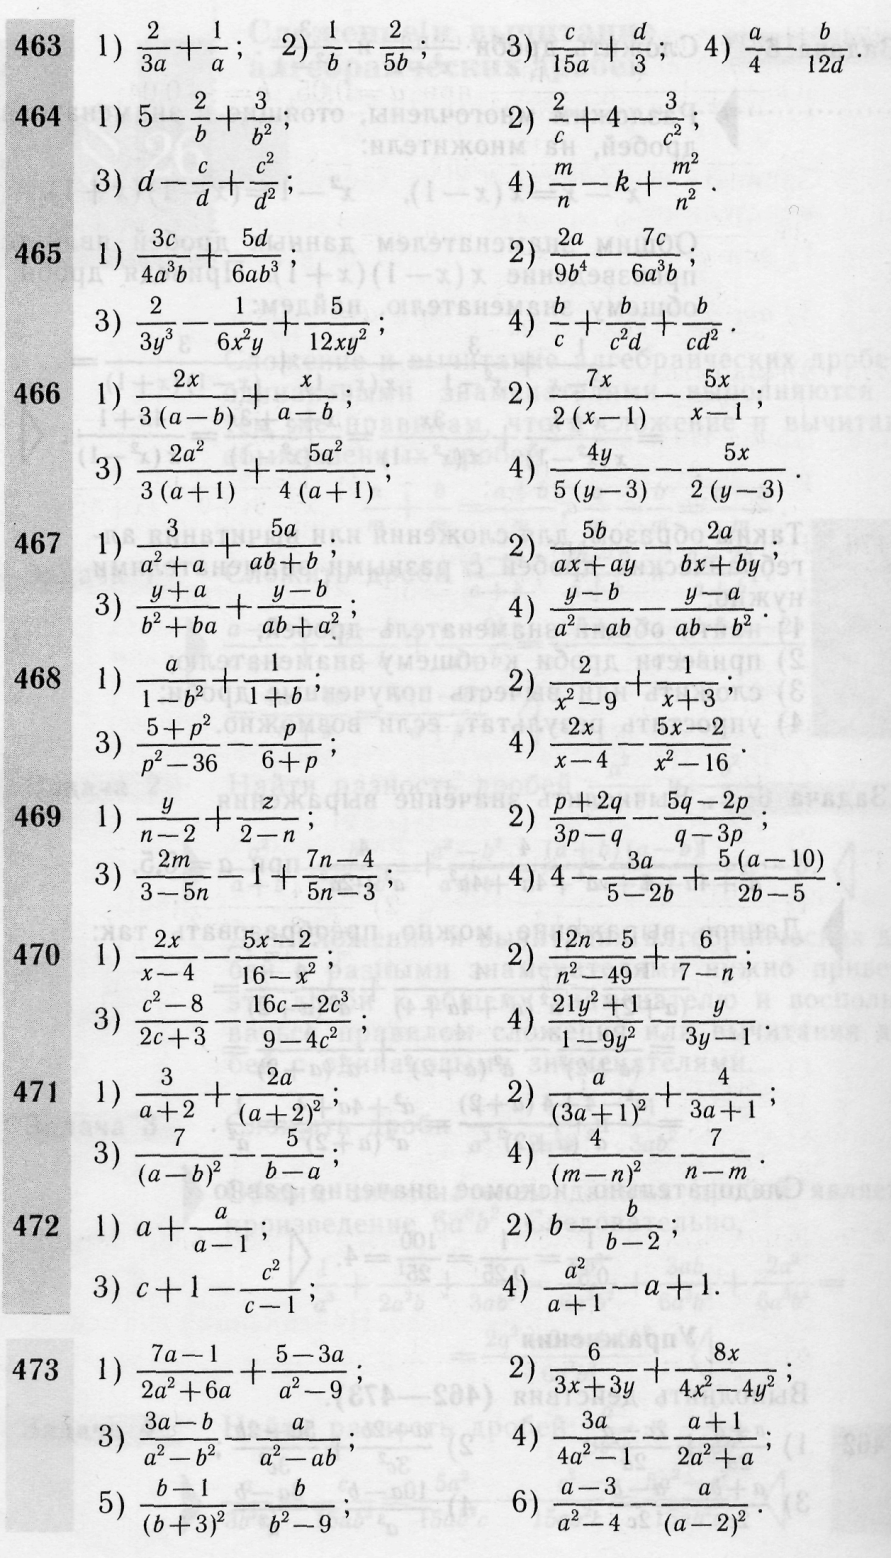 463 1) 2/(3a) + 1/a; 2) 1/b − 2/(5b); 3) c/(15a) + d/3; 4) a/4 − b/(12d).
464 1) 5 − 2/b + 3/b²; 2) 2/c + 4 − 3/c²;
3) d − c/d + c²/d²; 4) m/n − k + m²/n².
465 1) 3c/(4a³b) + 5d/(6ab³); 2) 2a/(9b⁴) − 7c/(6a³b);
3) 2/(3y³) − 1/(6x²y) + 5/(12xy²); 4) b/c + b/(c²d) + b/(cd²).
466 1) 2x/(3(a−b)) + x/(a−b); 2) 7x/(2(x−1)) − 5x/(x−1);
3) 2a²/(3(a+1)) + 5a²/(4(a+1)); 4) 4y/(5(y−3)) − 5x/(2(y−3)).
467 1) 3/(a²+a) + 5a/(ab+b); 2) 5b/(ax+ay) − 2a/(bx+by);
3) (y+a)/(b²+ba) + (y−b)/(ab+a²); 4) (y−b)/(a²−ab) − (y−a)/(ab−b²).
468 1) a/(1−b²) + 1/(1+b); 2) 2/(x²−9) + 1/(x+3);
3) (5+p²)/(p²−36) − p/(6+p); 4) 2x/(x−4) − (5x−2)/(x²−16).
469 1) y/(n−2) + z/(2−n); 2) (p+2q)/(3p−q) − (5q−2p)/(q−3p);
3) 2m/(3−5n) − 1 + (7n−4)/(5n−3); 4) 4 − 3a/(5−2b) + 5(a−10)/(2b−5).
470 1) 2x/(x−4) − (5x−2)/(16−x²); 2) (12n−5)/(n²−49) + 6/(7−n);
3) (c²−8)/(2c+3) − (16c−2c³)/(9−4c²); 4) (21y²+1)/(1−9y²) − y/(3y−1).
471 1) 3/(a+2) + 2a/(a+2)²; 2) a/(3a+1)² + 4/(3a+1);
3) 7/(a−b)² − 5/(b−a); 4) 4/(m−n)² − 7/(n−m).
472 1) a + a/(a−1); 2) b − b/(b−2);
3) c+1 − c²/(c−1); 4) a²/(a+1) − a+1.
473 1) (7a−1)/(2a²+6a) + (5−3a)/(a²−9); 2) 6/(3x+3y) + 8x/(4x²−4y²);
3) (3a−b)/(a²−b²) − a/(a²−ab); 4) 3a/(4a²−1) − (a+1)/(2a²+a);
5) (b−1)/(b+3)² − b/(b²−9); 6) (a−3)/(a²−4) − a/(a−2)².